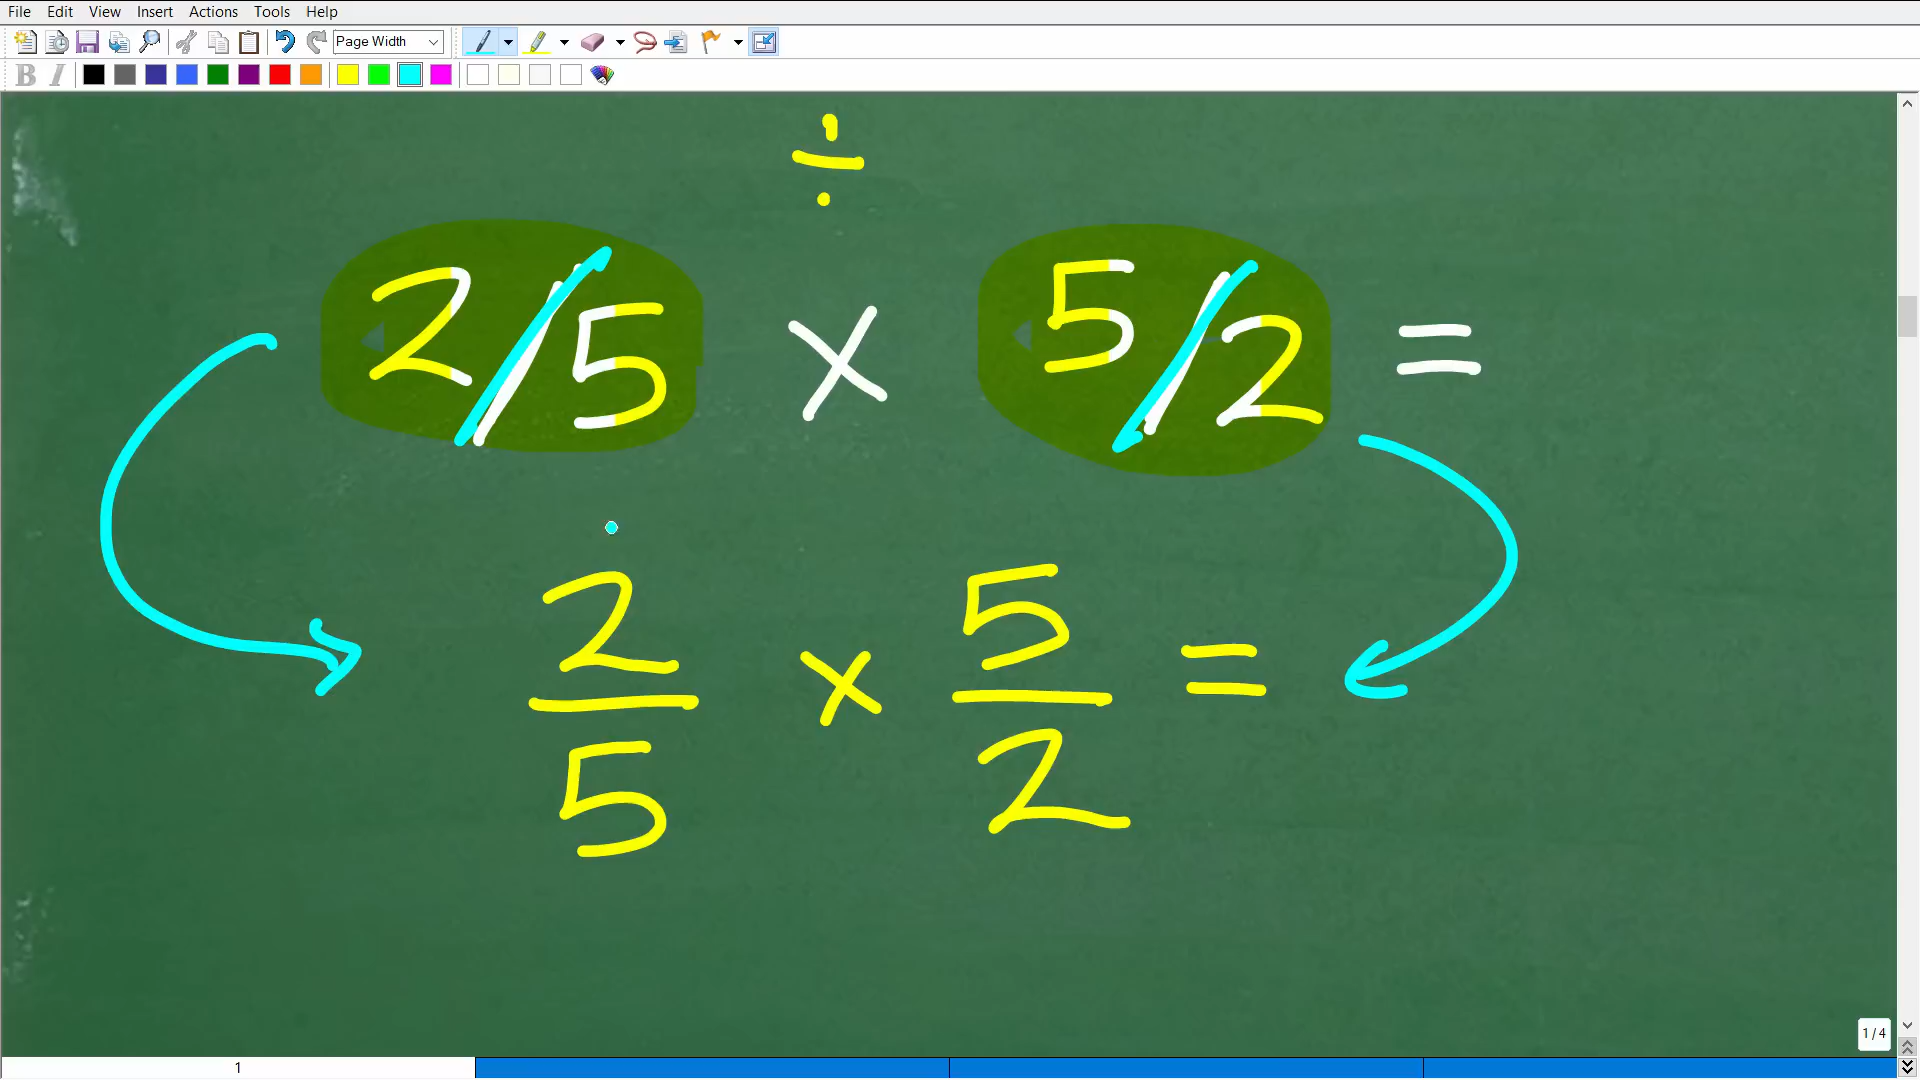 File Edit View Insert Actions Tools Help
Page Width
B I
÷
2/5 × 5/2 =
2/5 × 5/2 =
1 / 4
1